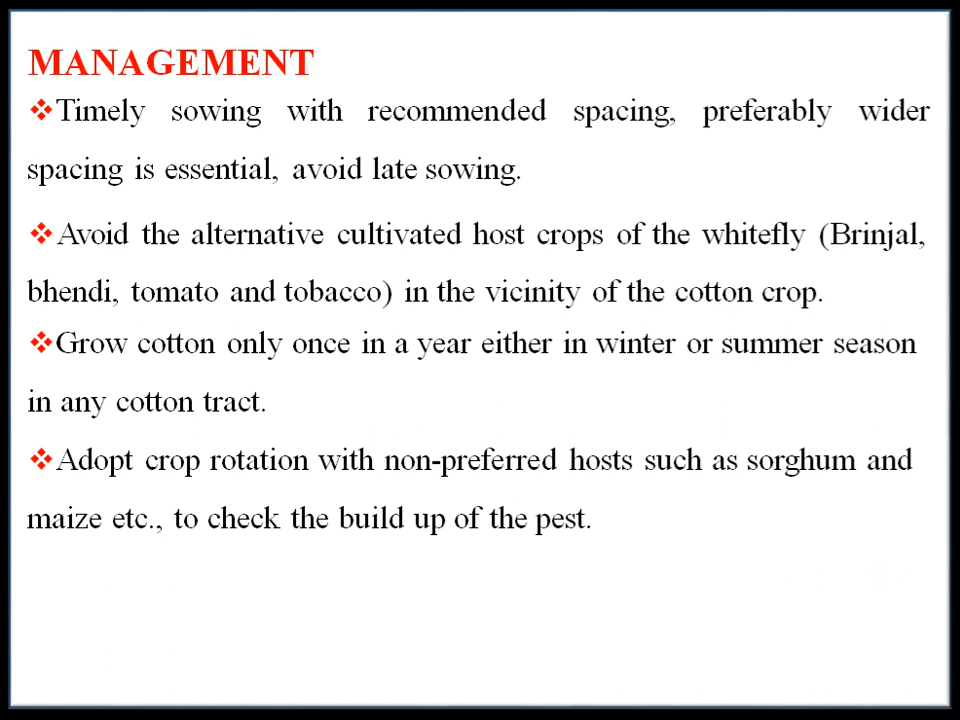 MANAGEMENT
❖Timely sowing with recommended spacing, preferably wider
spacing is essential, avoid late sowing.
❖Avoid the alternative cultivated host crops of the whitefly (Brinjal,
bhendi, tomato and tobacco) in the vicinity of the cotton crop.
❖Grow cotton only once in a year either in winter or summer season
in any cotton tract.
❖Adopt crop rotation with non-preferred hosts such as sorghum and
maize etc., to check the build up of the pest.